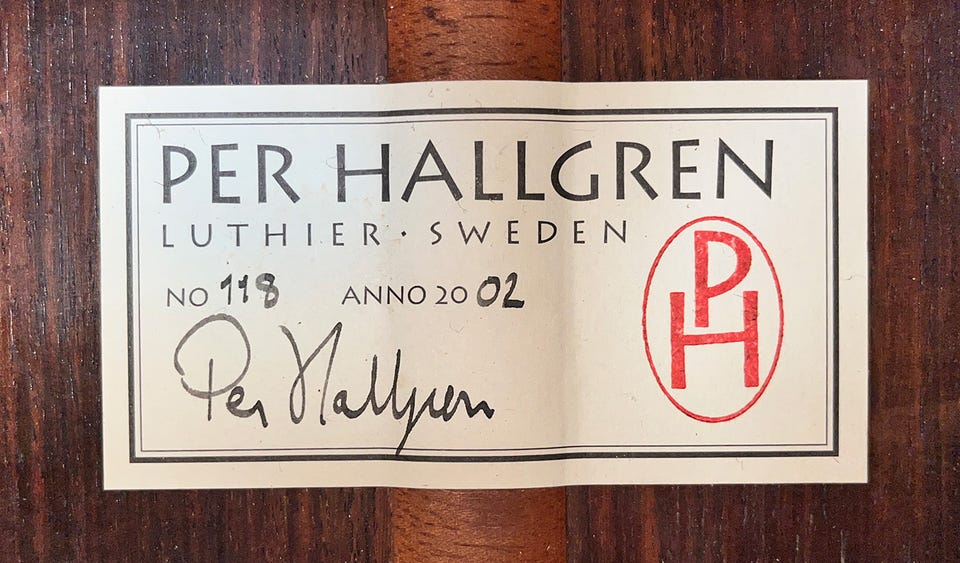 PER HALLGREN
LUTHIER · SWEDEN
NO 118 ANNO 2002
Per Hallgren
PH